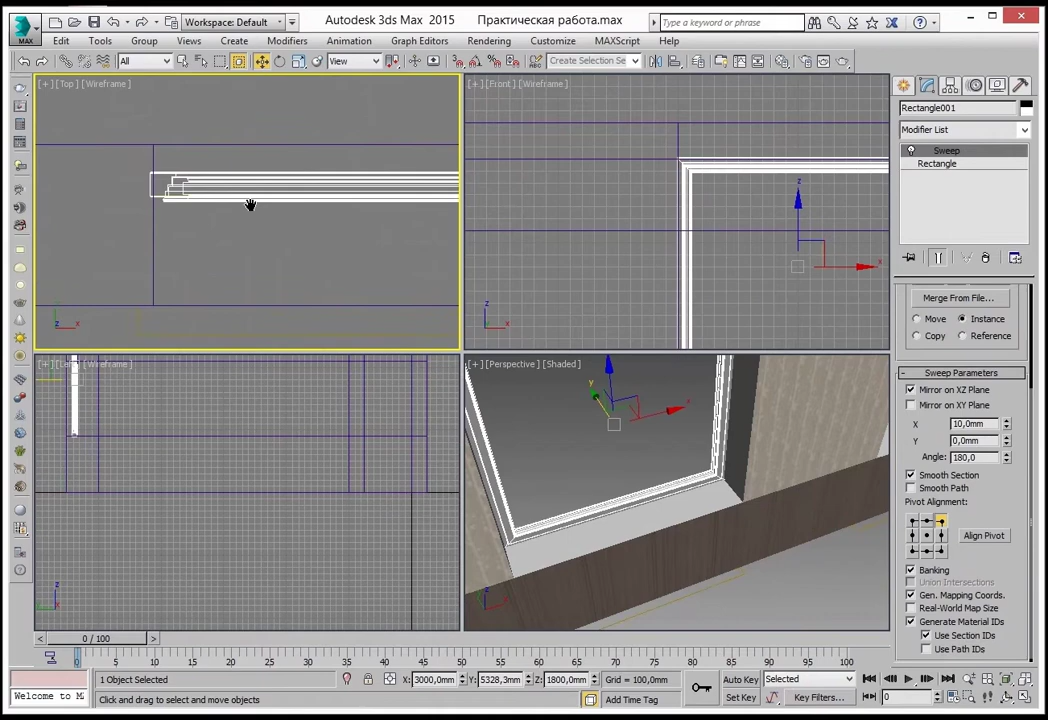 Workspace: Default
Autodesk 3ds Max 2015
Практическая работа.max
Type a keyword or phrase
MAX
Edit
Tools
Group
Views
Create
Modifiers
Animation
Graph Editors
Rendering
Customize
MAXScript
Help
All
View
Create Selection Se
[+] [Top] [Wireframe]
[+] [Front] [Wireframe]
[+] [Wireframe]
[+] [Perspective] [Shaded]
Rectangle001
Modifier List
Sweep
Rectangle
Merge From File...
Move
Instance
Copy
Reference
Sweep Parameters
Mirror on XZ Plane
Mirror on XY Plane
X 10,0mm
Y 0,0mm
Angle: 180,0
Smooth Section
Smooth Path
Pivot Alignment:
Align Pivot
Banking
Union Intersections
Gen. Mapping Coords.
Real-World Map Size
Generate Material IDs
Use Section IDs
Use Path IDs
0 / 100
0 5 10 15 20 25 30 35 40 45 50 55 60 65 70 75 80 85 90 95 100
1 Object Selected
X: 3000,0mm
Y: 5328,3mm
Z: 1800,0mm
Grid = 100,0mm
Auto Key
Selected
Welcome to M
Click and drag to select and move objects
Add Time Tag
Set Key
Key Filters...
0